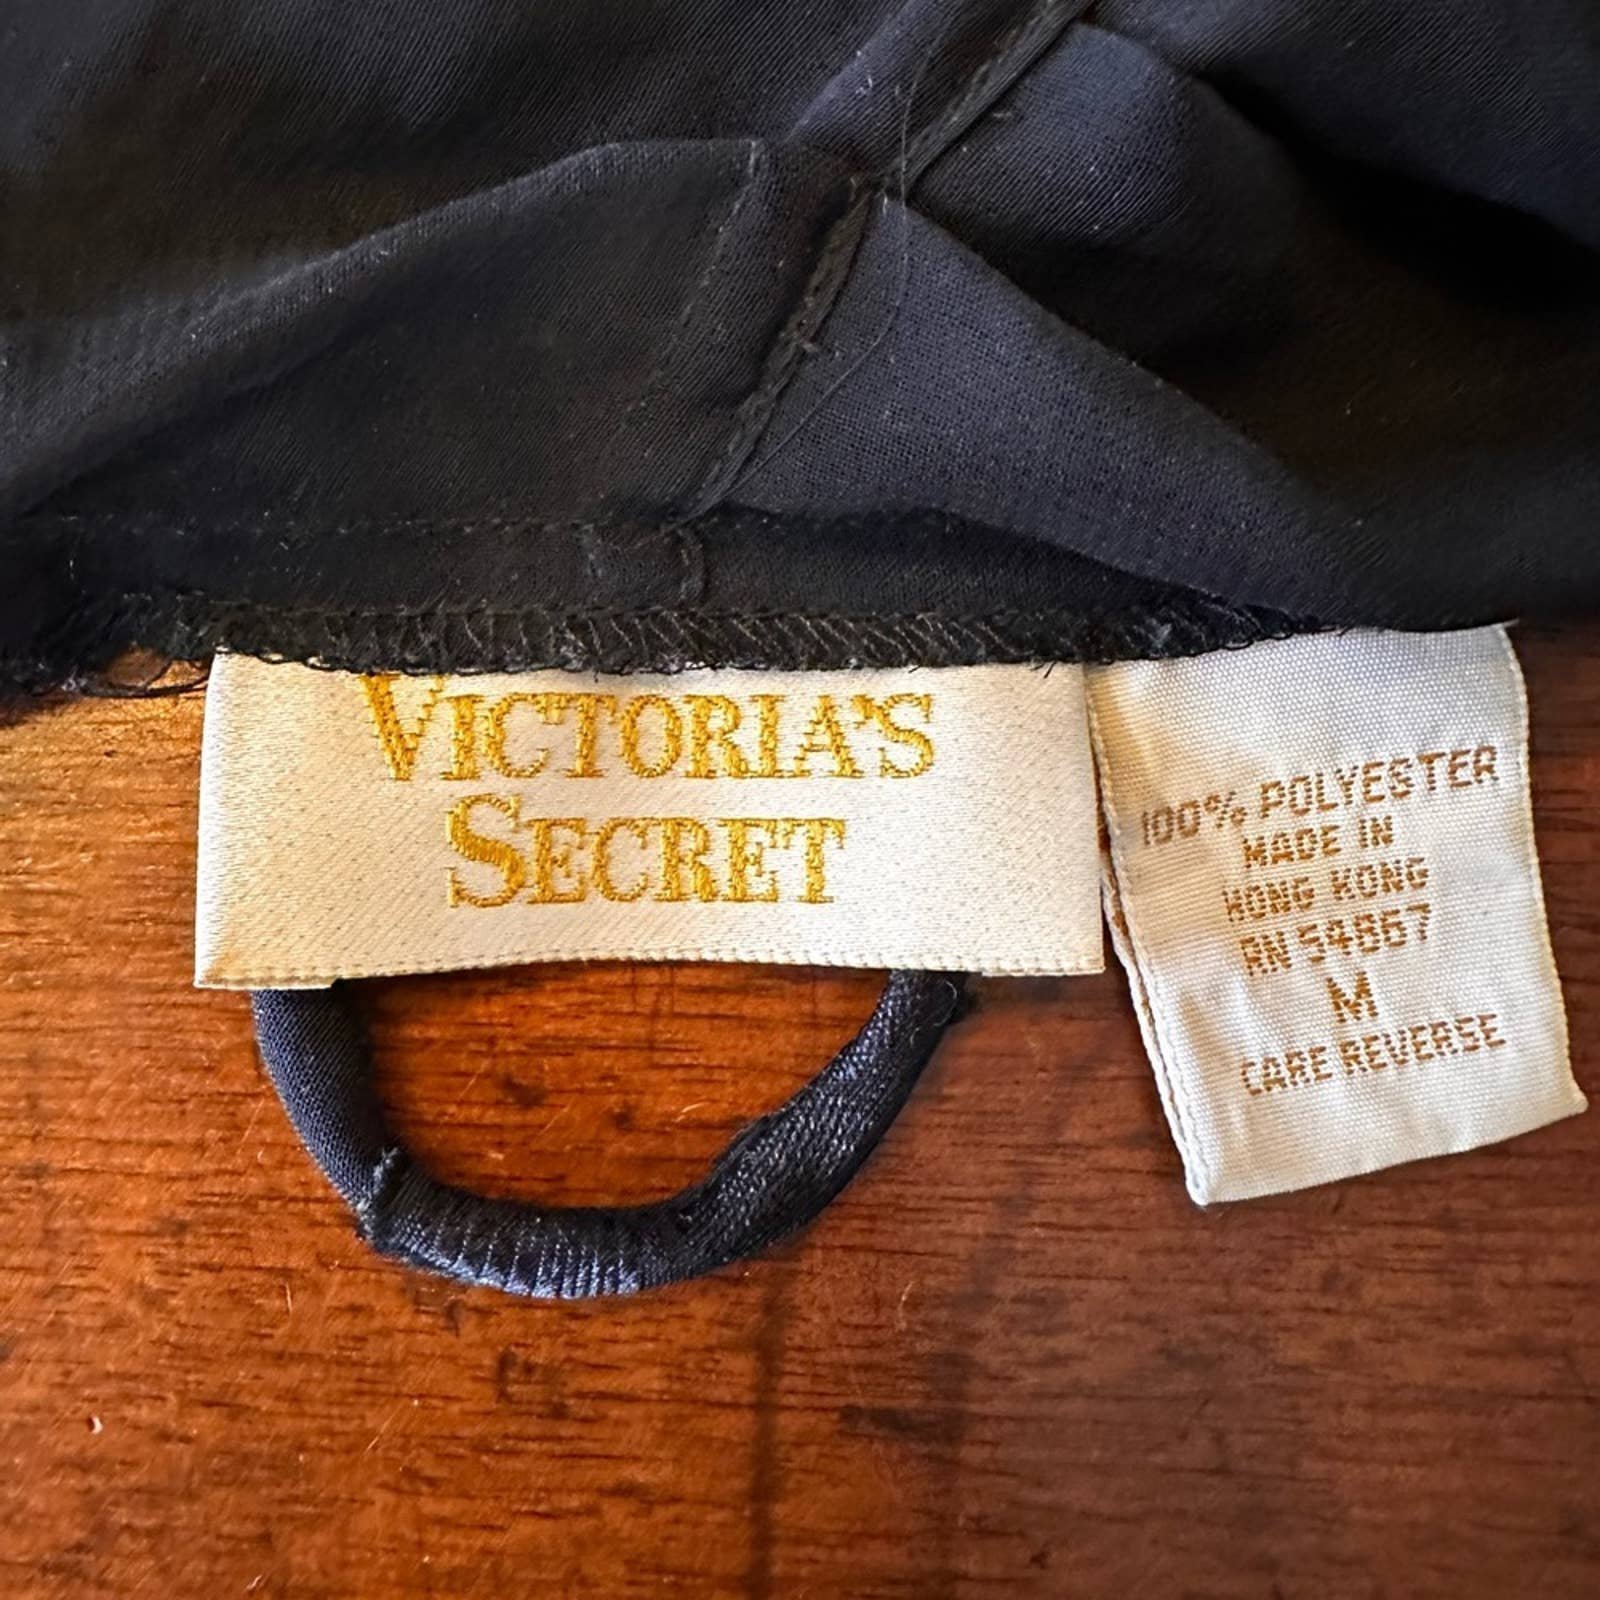 VICTORIA'S
SECRET
100% POLYESTER
MADE IN
HONG KONG
RN 54867
M
CARE REVERSE